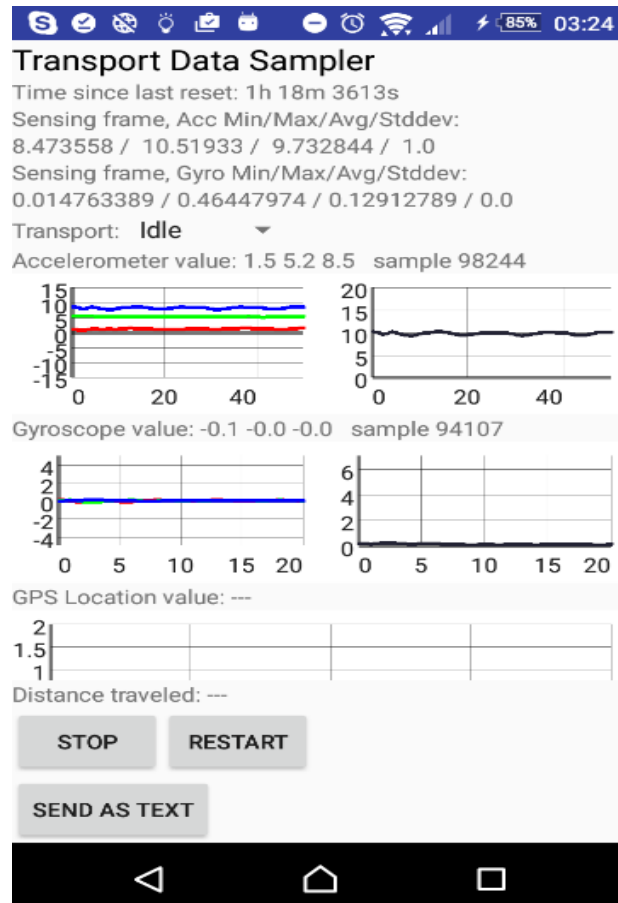 85% 03:24
Transport Data Sampler
Time since last reset: 1h 18m 3613s
Sensing frame, Acc Min/Max/Avg/Stddev:
8.473558 / 10.51933 / 9.732844 / 1.0
Sensing frame, Gyro Min/Max/Avg/Stddev:
0.014763389 / 0.46447974 / 0.12912789 / 0.0
Transport: Idle
Accelerometer value: 1.5 5.2 8.5 sample 98244
15
10
5
0
-5
-10
-15
0 20 40
20
15
10
5
0
0 20 40
Gyroscope value: -0.1 -0.0 -0.0 sample 94107
4
2
0
-2
-4
0 5 10 15 20
6
4
2
0
0 5 10 15 20
GPS Location value: ---
2
1.5
1
Distance traveled: ---
STOP RESTART
SEND AS TEXT